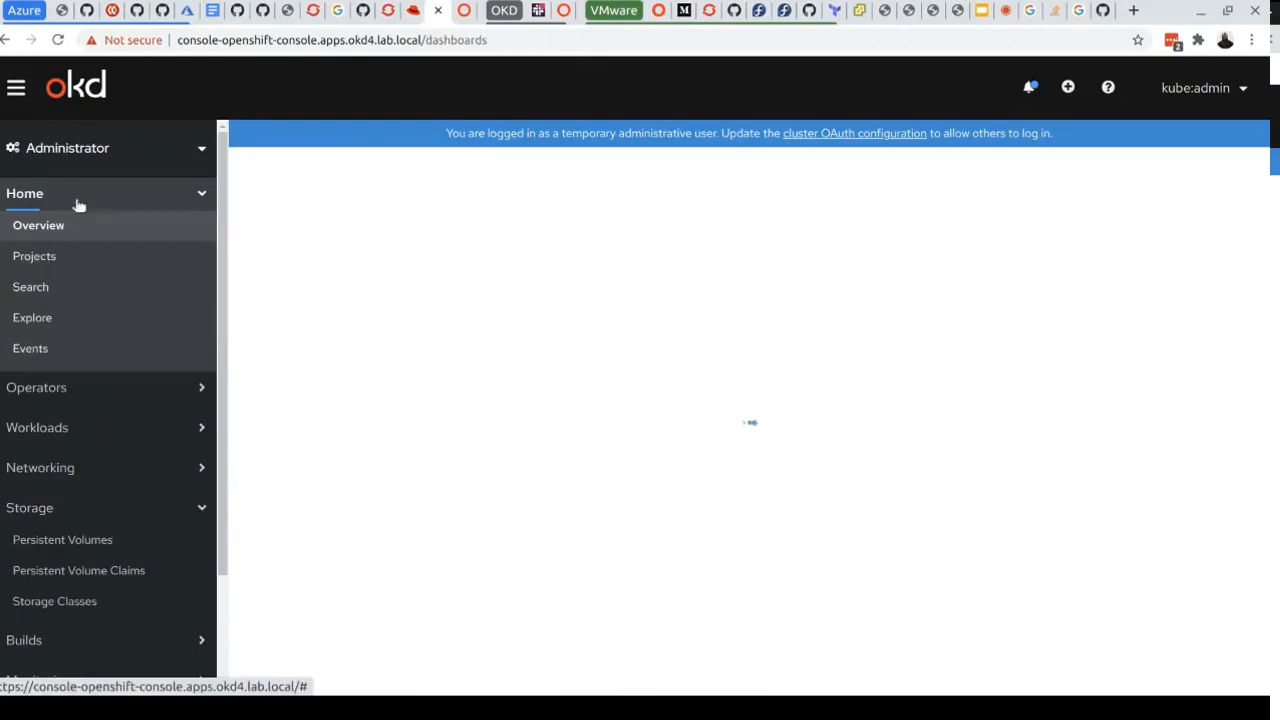 Azure
OKD
VMware
Not secure
console-openshift-console.apps.okd4.lab.local/dashboards
2
okd
kube:admin
You are logged in as a temporary administrative user. Update the cluster OAuth configuration to allow others to log in.
Administrator
Home
Overview
Projects
Search
Explore
Events
Operators
Workloads
Networking
Storage
Persistent Volumes
Persistent Volume Claims
Storage Classes
Builds
ttps://console-openshift-console.apps.okd4.lab.local/#